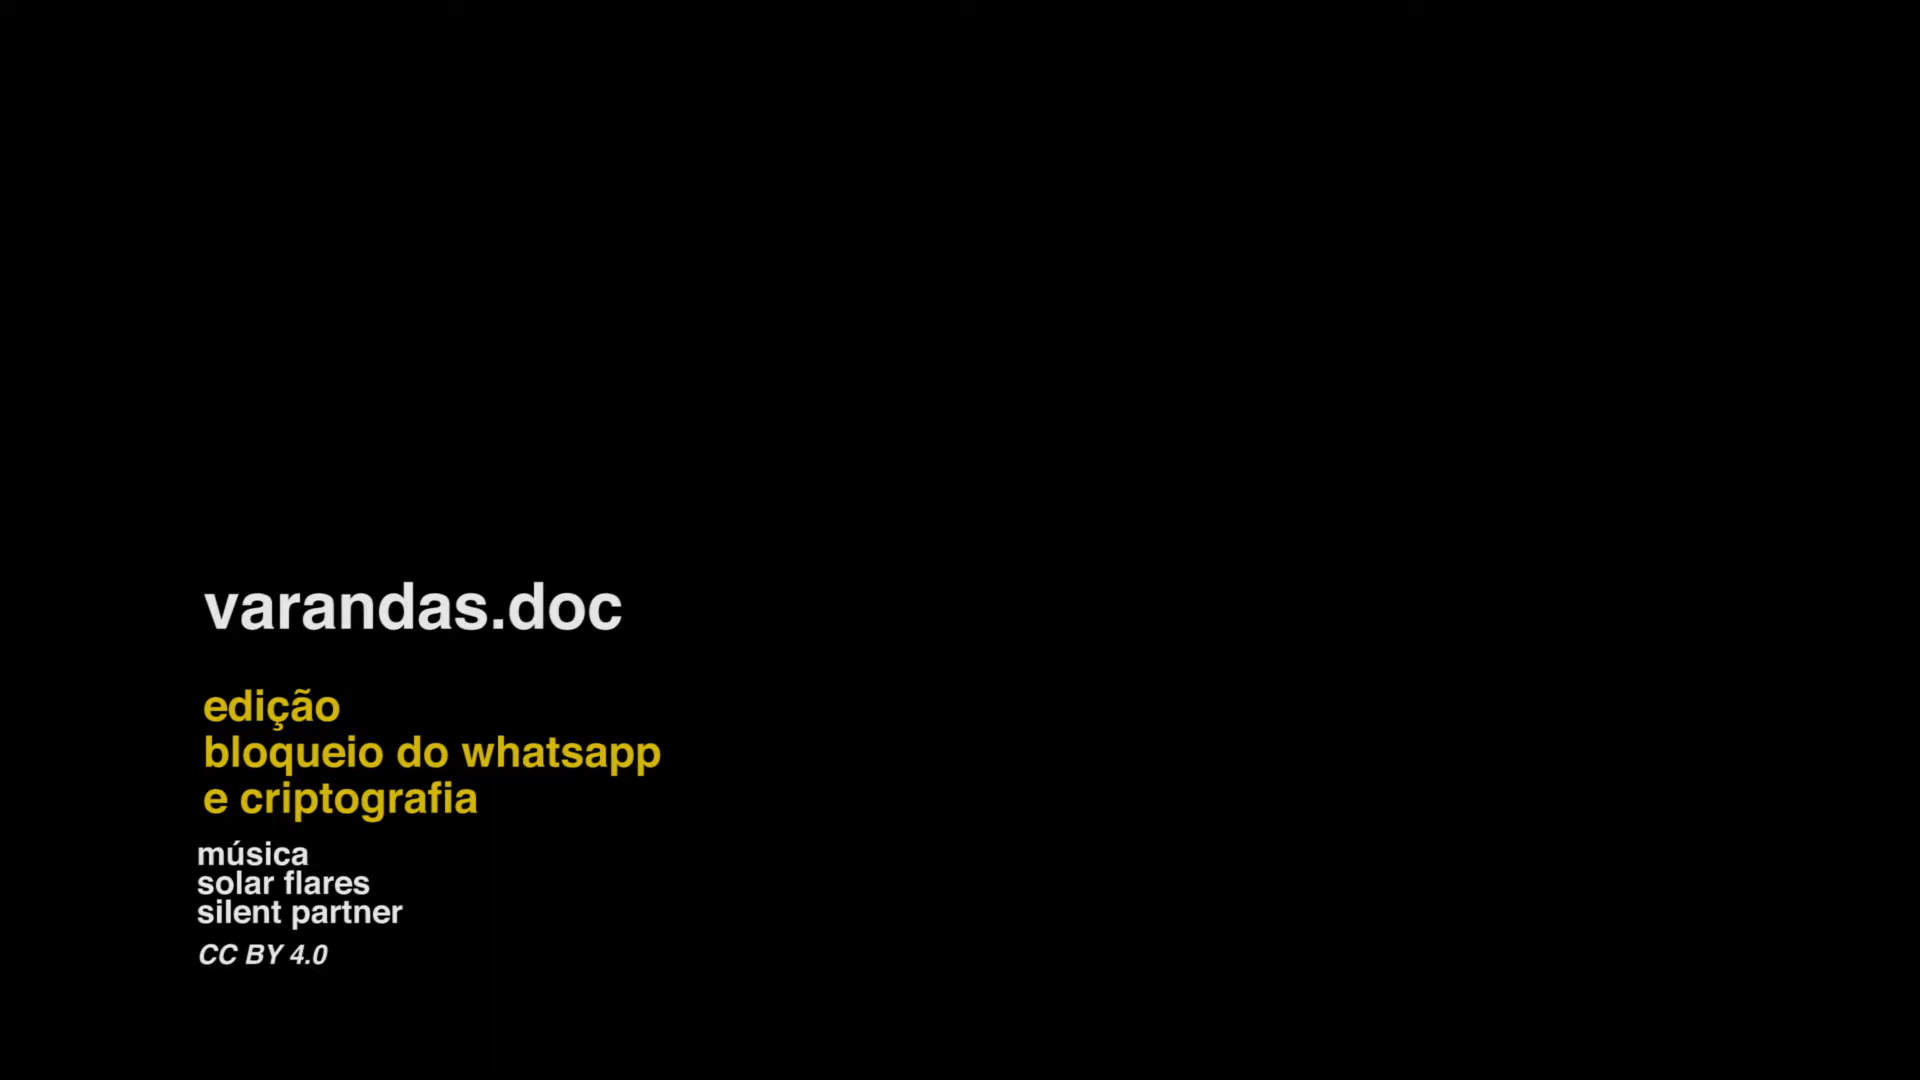 varandas.doc
edição
bloqueio do whatsapp
e criptografia
música
solar flares
silent partner
CC BY 4.0